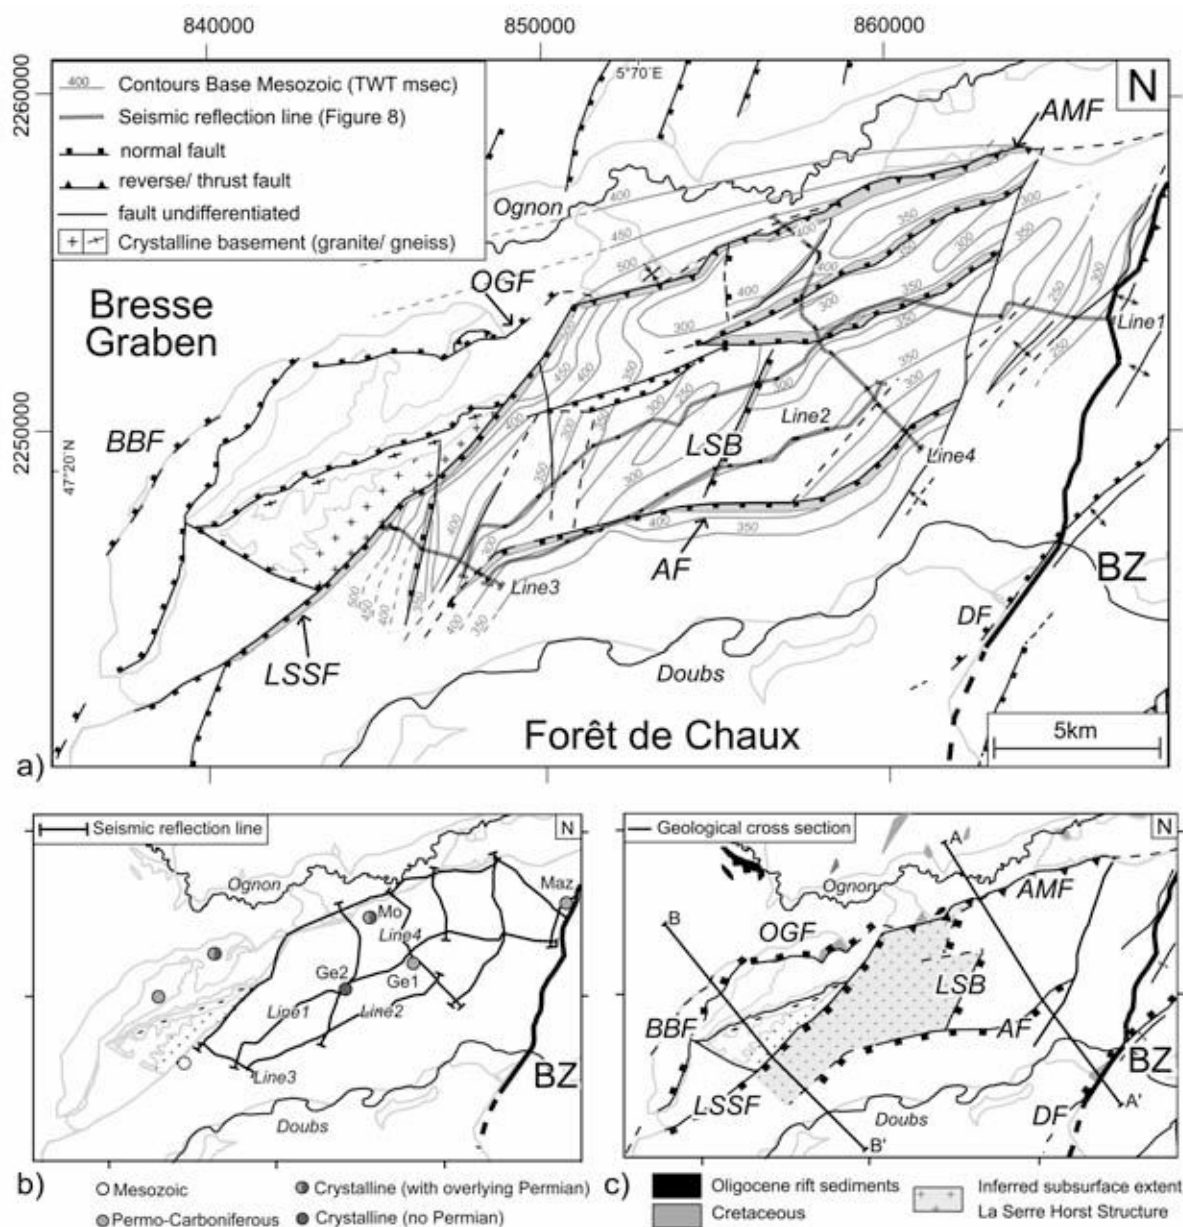 840000 850000 860000
5°70´E
N
2260000
400 Contours Base Mesozoic (TWT msec)
Seismic reflection line (Figure 8)
normal fault
reverse/ thrust fault
fault undifferentiated
Crystalline basement (granite/ gneiss)
AMF
Ognon
400
450
500
OGF
Bresse
Graben
Line1
2250000
BBF
47°20´N
LSB
Line2
Line4
AF
Line3
BZ
DF
LSSF
Doubs
Forêt de Chaux
5km
a)
Seismic reflection line
N
Ognon
Maz
Mo
Line4
Ge2
Ge1
Line1
Line2
Line3
BZ
Doubs
b)
Mesozoic
Crystalline (with overlying Permian)
Permo-Carboniferous
Crystalline (no Permian)
Geological cross section
N
A
Ognon
AMF
B
OGF
LSB
BBF
AF
BZ
LSSF
DF
A'
Doubs
B'
c)
Oligocene rift sediments
Cretaceous
Inferred subsurface extent
La Serre Horst Structure